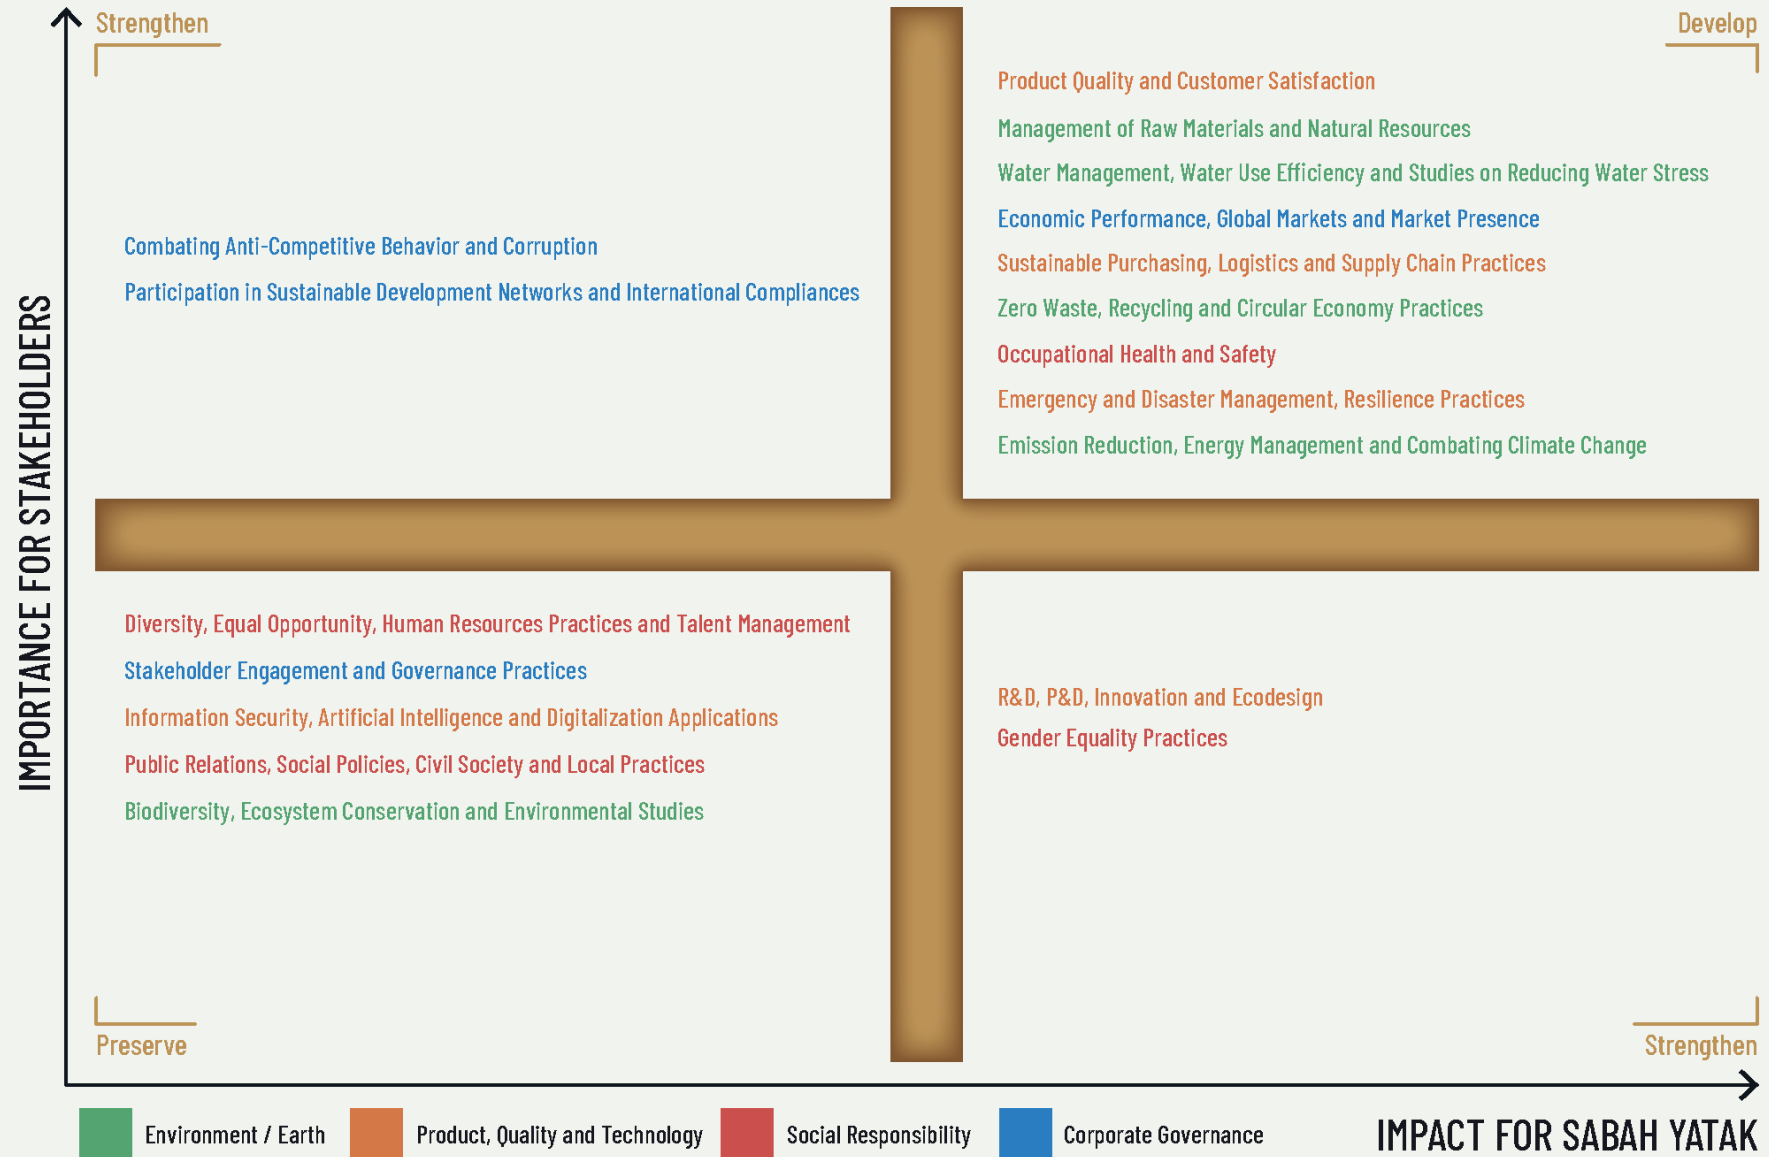 Strengthen
Develop
Product Quality and Customer Satisfaction
Management of Raw Materials and Natural Resources
Water Management, Water Use Efficiency and Studies on Reducing Water Stress
Economic Performance, Global Markets and Market Presence
Sustainable Purchasing, Logistics and Supply Chain Practices
Zero Waste, Recycling and Circular Economy Practices
Occupational Health and Safety
Emergency and Disaster Management, Resilience Practices
Emission Reduction, Energy Management and Combating Climate Change
Combating Anti-Competitive Behavior and Corruption
Participation in Sustainable Development Networks and International Compliances
IMPORTANCE FOR STAKEHOLDERS
Diversity, Equal Opportunity, Human Resources Practices and Talent Management
Stakeholder Engagement and Governance Practices
Information Security, Artificial Intelligence and Digitalization Applications
Public Relations, Social Policies, Civil Society and Local Practices
Biodiversity, Ecosystem Conservation and Environmental Studies
R&D, P&D, Innovation and Ecodesign
Gender Equality Practices
Preserve
Strengthen
Environment / Earth
Product, Quality and Technology
Social Responsibility
Corporate Governance
IMPACT FOR SABAH YATAK